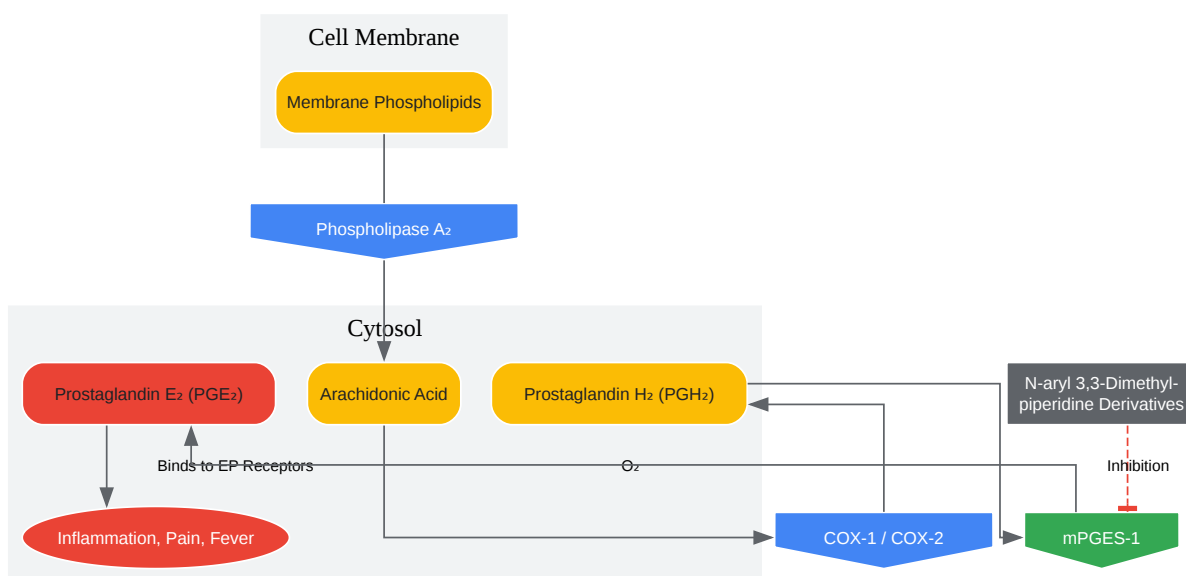 Cell Membrane
Membrane Phospholipids
Phospholipase A₂
Cytosol
Prostaglandin E₂ (PGE₂)
Arachidonic Acid
Prostaglandin H₂ (PGH₂)
N-aryl 3,3-Dimethyl-
piperidine Derivatives
Binds to EP Receptors
O₂
Inhibition
Inflammation, Pain, Fever
COX-1 / COX-2
mPGES-1